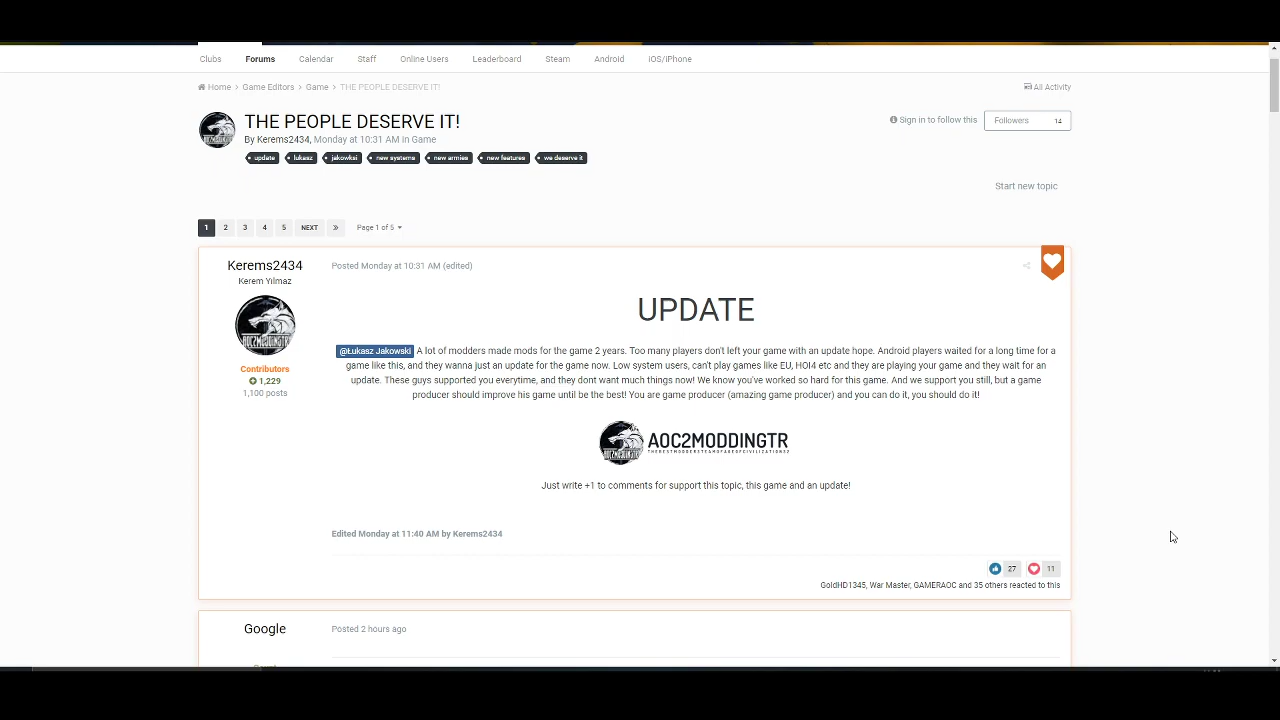 Clubs Forums Calendar Staff Online Users Leaderboard Steam Android IOS/iPhone
Home > Game Editors > Game > THE PEOPLE DESERVE IT!
All Activity
THE PEOPLE DESERVE IT!
By Kerems2434, Monday at 10:31 AM in Game
Sign in to follow this
Followers 14
update lukasz jakowksi new systems new armies new features we deserve it
Start new topic
1 2 3 4 5 NEXT » Page 1 of 5
Kerems2434
Kerem Yılmaz
Contributors
1,229
1,100 posts
Posted Monday at 10:31 AM (edited)
UPDATE
@Łukasz Jakowski A lot of modders made mods for the game 2 years. Too many players don't left your game with an update hope. Android players waited for a long time for a
game like this, and they wanna just an update for the game now. Low system users, can't play games like EU, HOI4 etc and they are playing your game and they wait for an
update. These guys supported you everytime, and they dont want much things now! We know you've worked so hard for this game. And we support you still, but a game
producer should improve his game until the be best! You are game producer (amazing game producer) and you can do it, you should do it!
AOC2MODDINGTR
THEBESTMODDERSTEAMOFAGEOFCIVILIZATIONS2
Just write +1 to comments for support this topic, this game and an update!
Edited Monday at 11:40 AM by Kerems2434
27 11
GoldHD1345, War Master, GAMERAOC and 35 others reacted to this
Google
Posted 2 hours ago